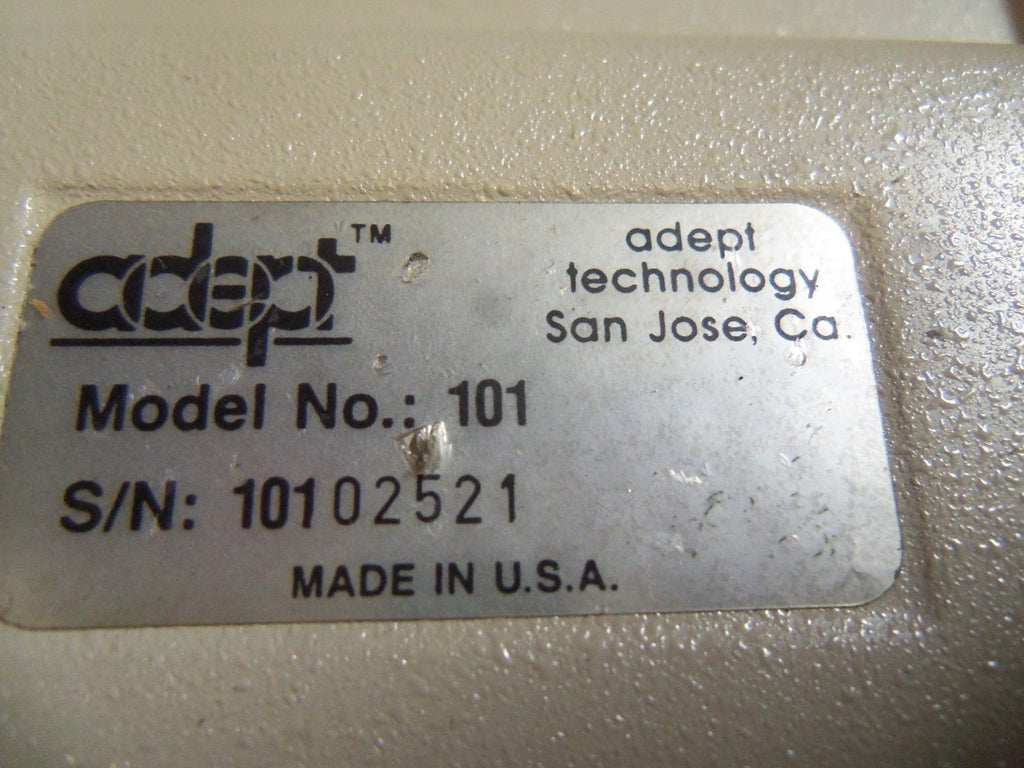 adept™
adept
technology
San Jose, Ca.
Model No.: 101
S/N: 10102521
MADE IN U.S.A.